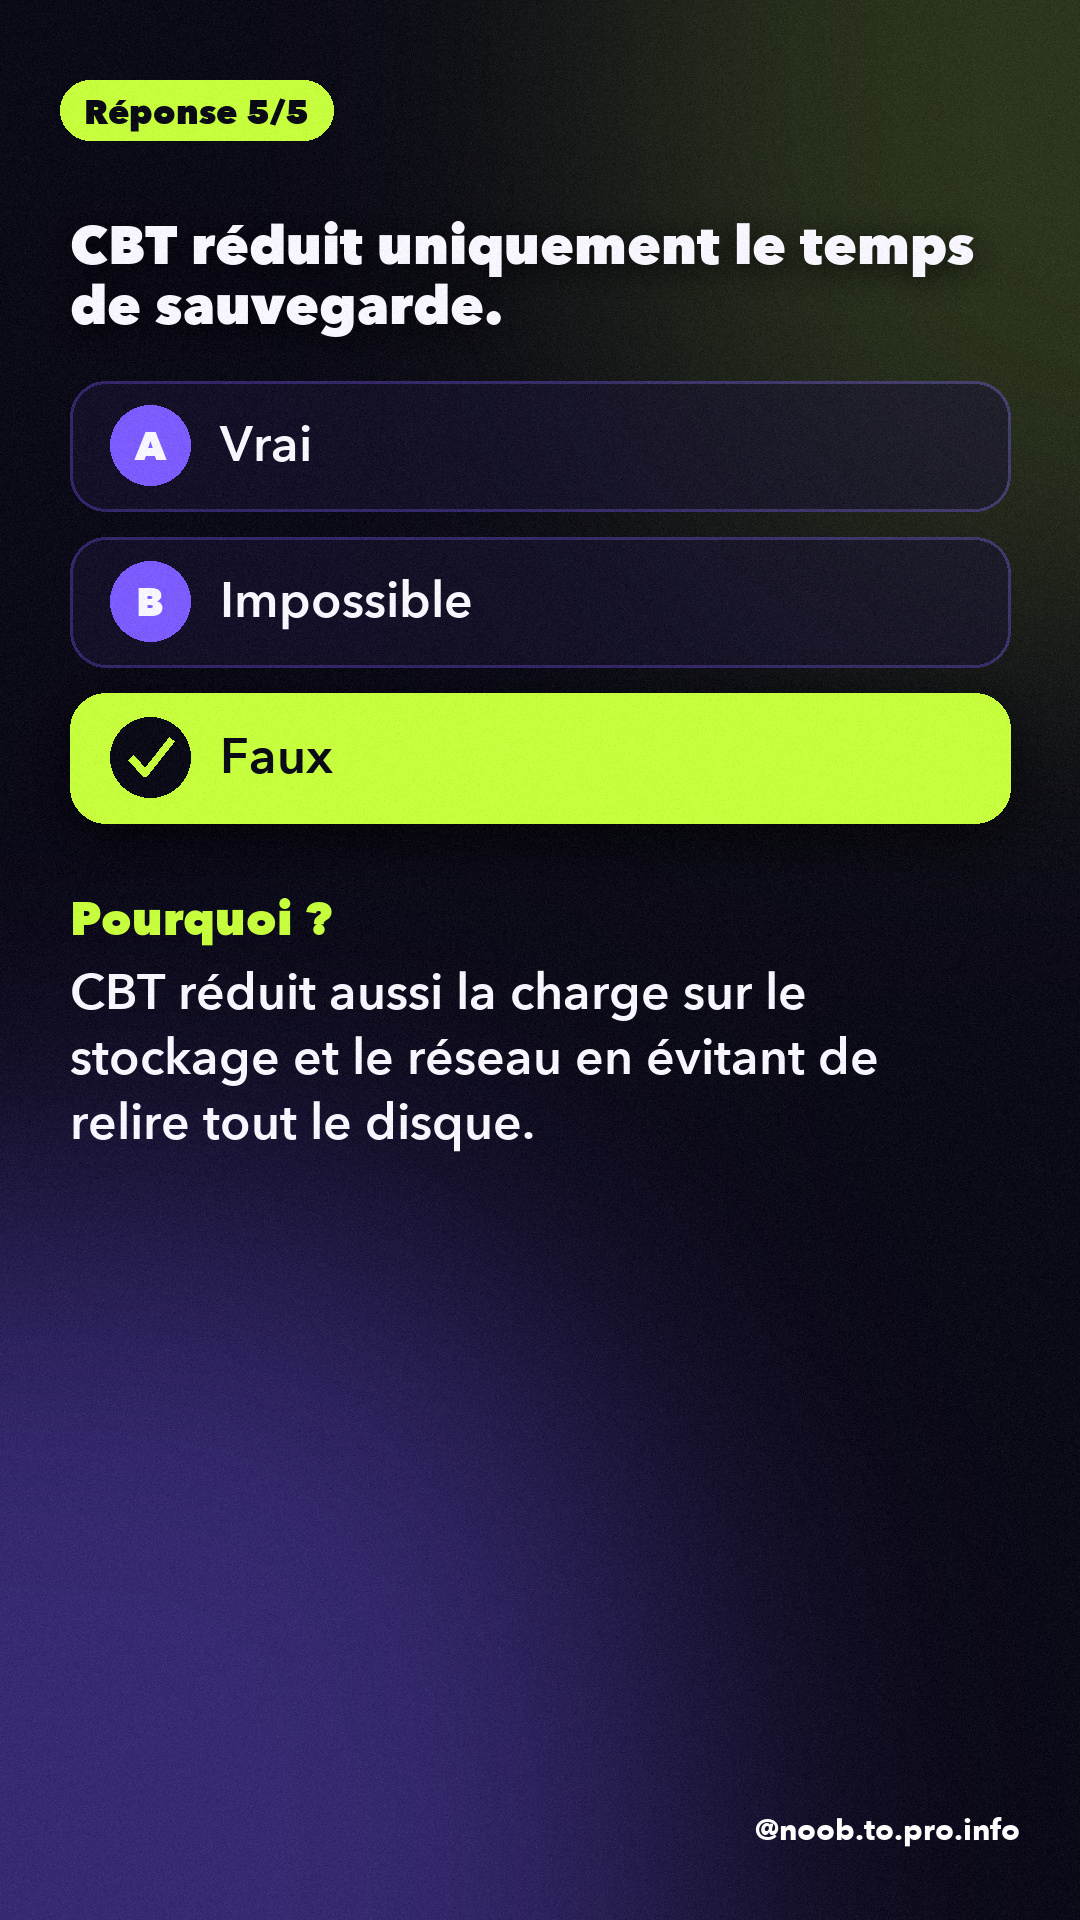 Réponse 5/5
CBT réduit uniquement le temps
de sauvegarde.
A Vrai
B Impossible
Faux
Pourquoi ?
CBT réduit aussi la charge sur le
stockage et le réseau en évitant de
relire tout le disque.
@noob.to.pro.info